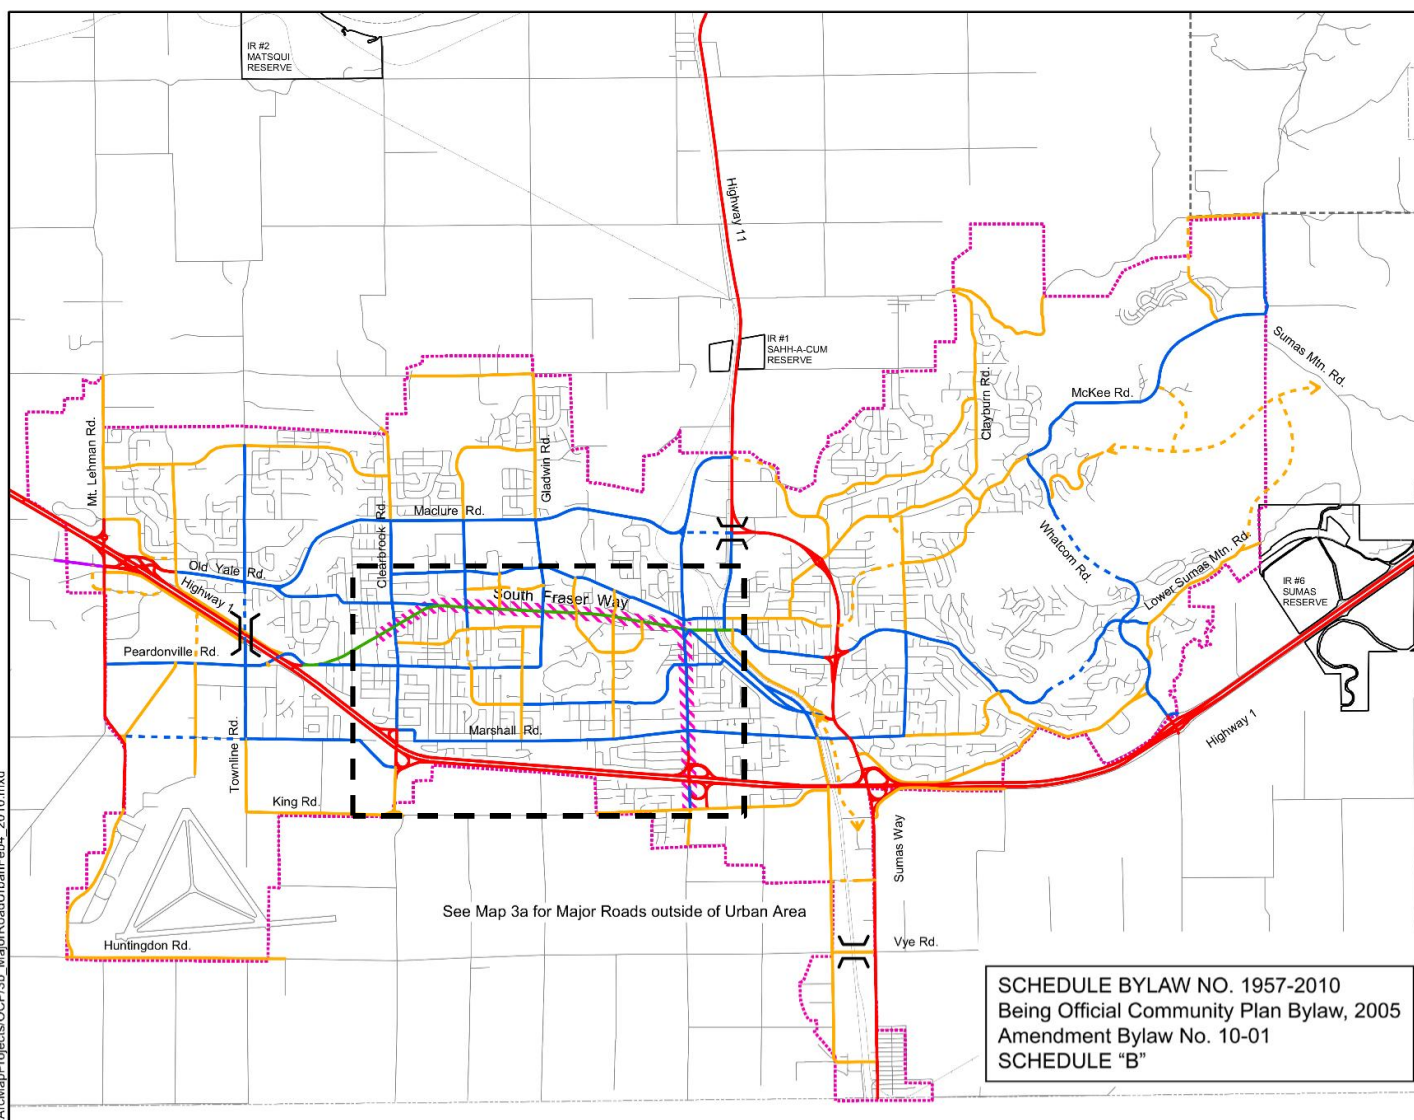 IR #2
MATSQUI
RESERVE
Highway 11
IR #1
SAHH-A-CUM
RESERVE
Sumas Mtn. Rd.
McKee Rd.
Clayburn Rd.
Mt. Lehman Rd.
Gladwin Rd.
Maclure Rd.
Clearbrook Rd.
Whatcom Rd.
Old Yale Rd.
Highway 1
South Fraser Way
Lower Sumas Mtn. Rd.
IR #6
SUMAS
RESERVE
Peardonville Rd.
Townline Rd.
Marshall Rd.
Highway 1
King Rd.
Sumas Way
See Map 3a for Major Roads outside of Urban Area
Huntingdon Rd.
Vye Rd.
SCHEDULE BYLAW NO. 1957-2010
Being Official Community Plan Bylaw, 2005
Amendment Bylaw No. 10-01
SCHEDULE “B”